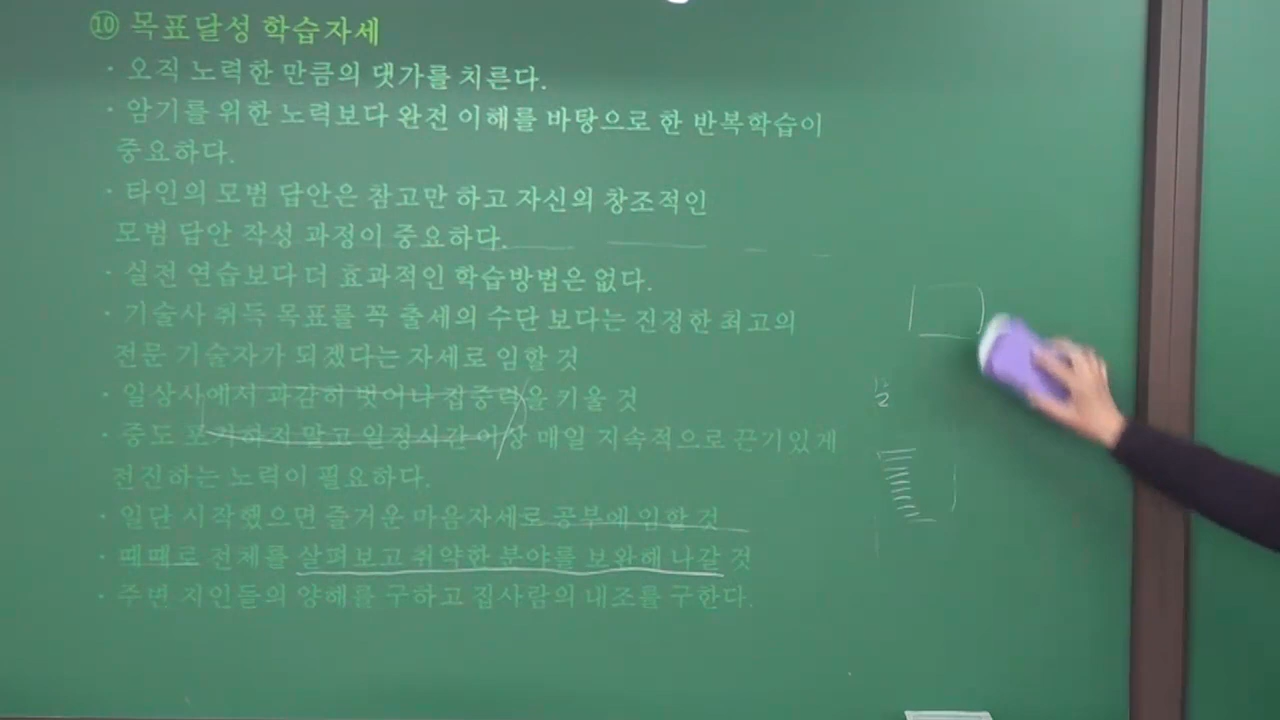 ⑩ 목표달성 학습자세
· 오직 노력한 만큼의 댓가를 치른다.
· 암기를 위한 노력보다 완전 이해를 바탕으로 한 반복학습이
중요하다.
· 타인의 모범 답안은 참고만 하고 자신의 창조적인
모범 답안 작성 과정이 중요하다.
· 실전 연습보다 더 효과적인 학습방법은 없다.
· 기술사 취득 목표를 꼭 출세의 수단 보다는 진정한 최고의
전문 기술자가 되겠다는 자세로 임할 것
· 일상사에서 과감히 벗어나 집중력을 키울 것
· 중도 포기하지 말고 일정시간 이상 매일 지속적으로 끈기있게
전진하는 노력이 필요하다.
· 일단 시작했으면 즐거운 마음자세로 공부에 임할 것
· 때때로 전체를 살펴보고 취약한 분야를 보완해 나갈 것
· 주변 지인들의 양해를 구하고 집사람의 내조를 구한다.